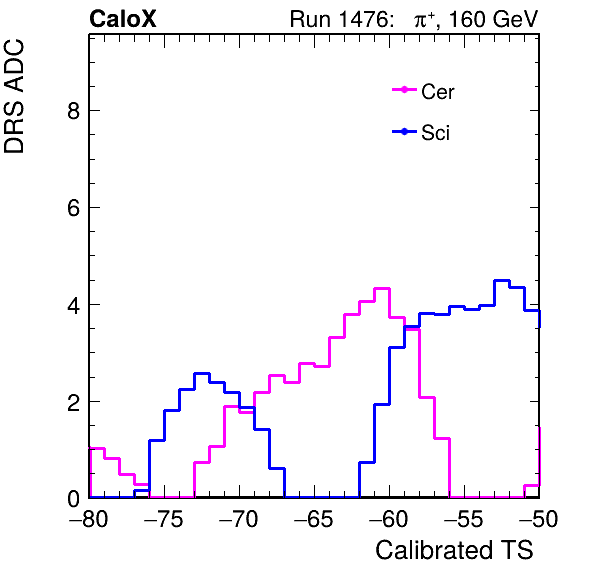 CaloX Run 1476: π⁺, 160 GeV
DRS ADC
Cer
Sci
8
6
4
2
0
−80 −75 −70 −65 −60 −55 −50
Calibrated TS